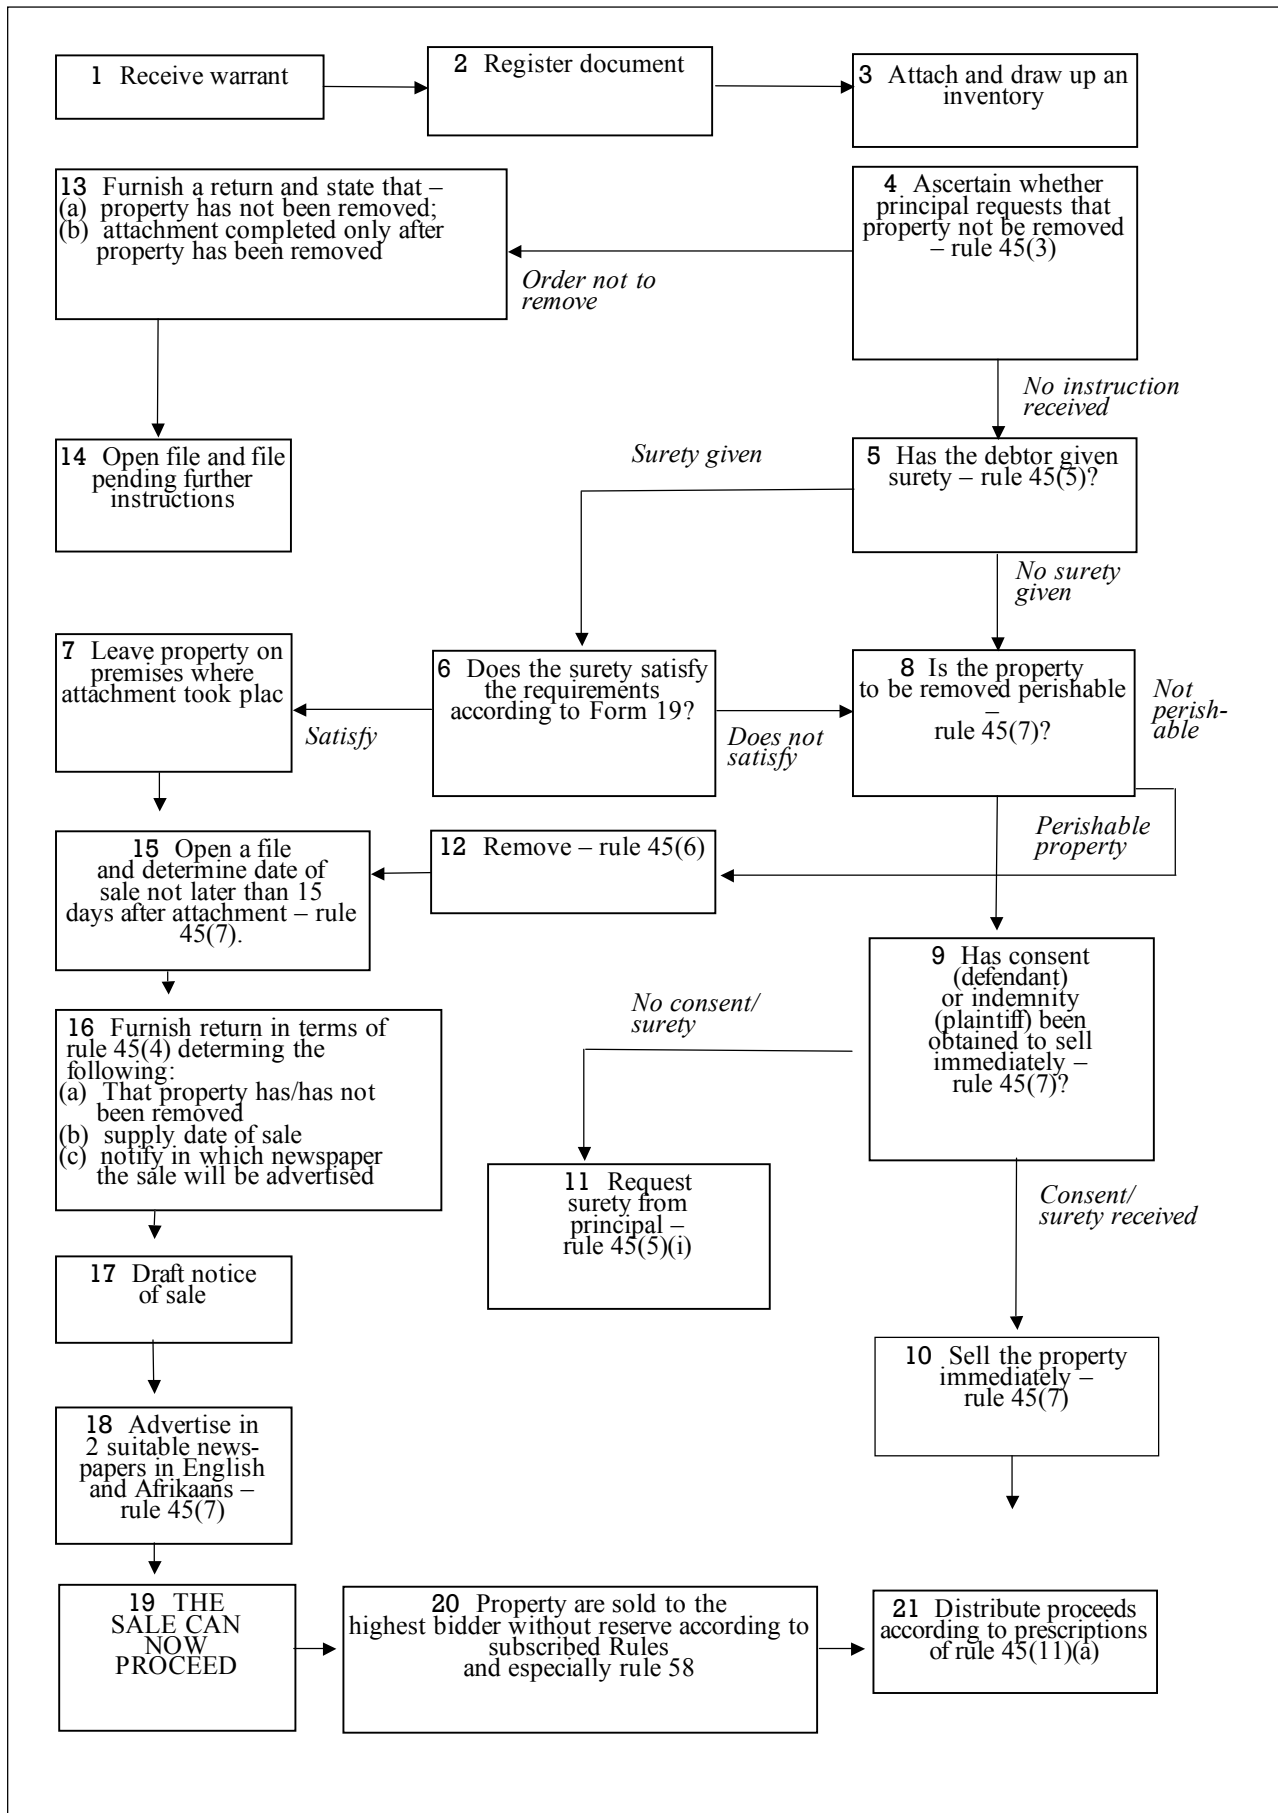 1 Receive warrant
2 Register document
3 Attach and draw up an
inventory
13 Furnish a return and state that –
(a) property has not been removed;
(b) attachment completed only after
property has been removed
4 Ascertain whether
principal requests that
property not be removed
– rule 45(3)
Order not to
remove
No instruction
received
14 Open file and file
pending further
instructions
Surety given
5 Has the debtor given
surety – rule 45(5)?
No surety
given
7 Leave property on
premises where
attachment took plac
Satisfy
6 Does the surety satisfy
the requirements
according to Form 19?
Does not
satisfy
8 Is the property
to be removed perishable
–
rule 45(7)?
Not
perish-
able
Perishable
property
15 Open a file
and determine date of
sale not later than 15
days after attachment – rule
45(7).
12 Remove – rule 45(6)
9 Has consent
(defendant)
or indemnity
(plaintiff) been
obtained to sell
immediately –
rule 45(7)?
No consent/
surety
16 Furnish return in terms of
rule 45(4) determing the
following:
(a) That property has/has not
been removed
(b) supply date of sale
(c) notify in which newspaper
the sale will be advertised
11 Request
surety from
principal –
rule 45(5)(i)
Consent/
surety received
17 Draft notice
of sale
10 Sell the property
immediately –
rule 45(7)
18 Advertise in
2 suitable news-
papers in English
and Afrikaans –
rule 45(7)
19 THE
SALE CAN
NOW
PROCEED
20 Property are sold to the
highest bidder without reserve according to
subscribed Rules
and especially rule 58
21 Distribute proceeds
according to prescriptions
of rule 45(11)(a)